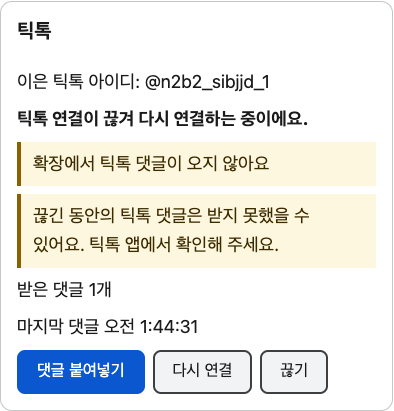 틱톡
이은 틱톡 아이디: @n2b2_sibjjd_1
틱톡 연결이 끊겨 다시 연결하는 중이에요.
확장에서 틱톡 댓글이 오지 않아요
끊긴 동안의 틱톡 댓글은 받지 못했을 수
있어요. 틱톡 앱에서 확인해 주세요.
받은 댓글 1개
마지막 댓글 오전 1:44:31
댓글 붙여넣기 다시 연결 끊기